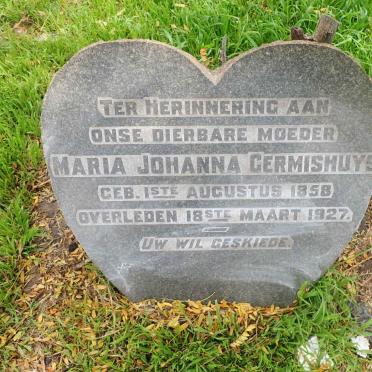 TER HERINNERING AAN
ONSE DIERBARE MOEDER
MARIA JOHANNA GERMISHUYS
GEB. 1STE AUGUSTUS 1858
OVERLEDEN 18STE MAART 1927.
UW WIL GESKIEDE.